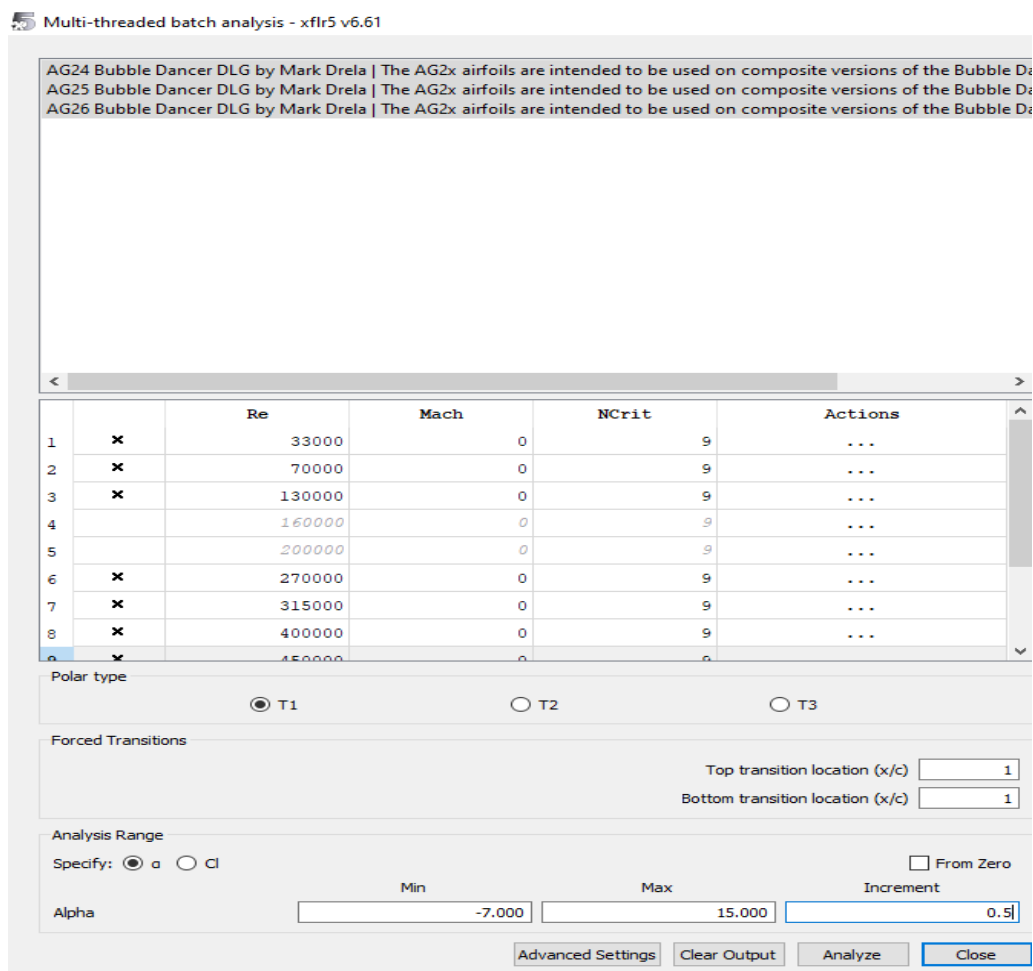 Multi-threaded batch analysis - xflr5 v6.61
AG24 Bubble Dancer DLG by Mark Drela | The AG2x airfoils are intended to be used on composite versions of the Bubble Da
AG25 Bubble Dancer DLG by Mark Drela | The AG2x airfoils are intended to be used on composite versions of the Bubble Da
AG26 Bubble Dancer DLG by Mark Drela | The AG2x airfoils are intended to be used on composite versions of the Bubble Da
Re Mach NCrit Actions
1 × 33000 0 9 ...
2 × 70000 0 9 ...
3 × 130000 0 9 ...
4 160000 0 9 ...
5 200000 0 9 ...
6 × 270000 0 9 ...
7 × 315000 0 9 ...
8 × 400000 0 9 ...
9 × 450000 0 9
Polar type
T1 T2 T3
Forced Transitions
Top transition location (x/c) 1
Bottom transition location (x/c) 1
Analysis Range
Specify: α Cl From Zero
Min Max Increment
Alpha -7.000 15.000 0.5
Advanced Settings Clear Output Analyze Close